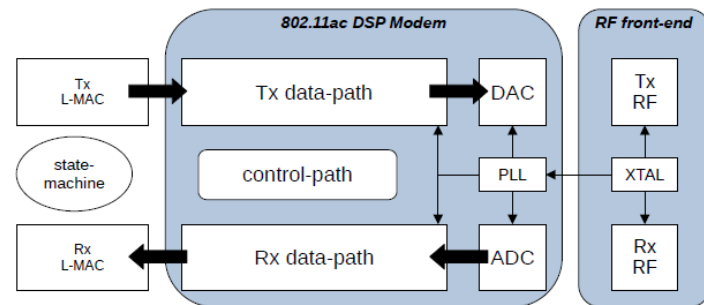 802.11ac DSP Modem
RF front-end
Tx
L-MAC
Tx data-path
DAC
Tx
RF
state-
machine
control-path
PLL
XTAL
Rx
L-MAC
Rx data-path
ADC
Rx
RF